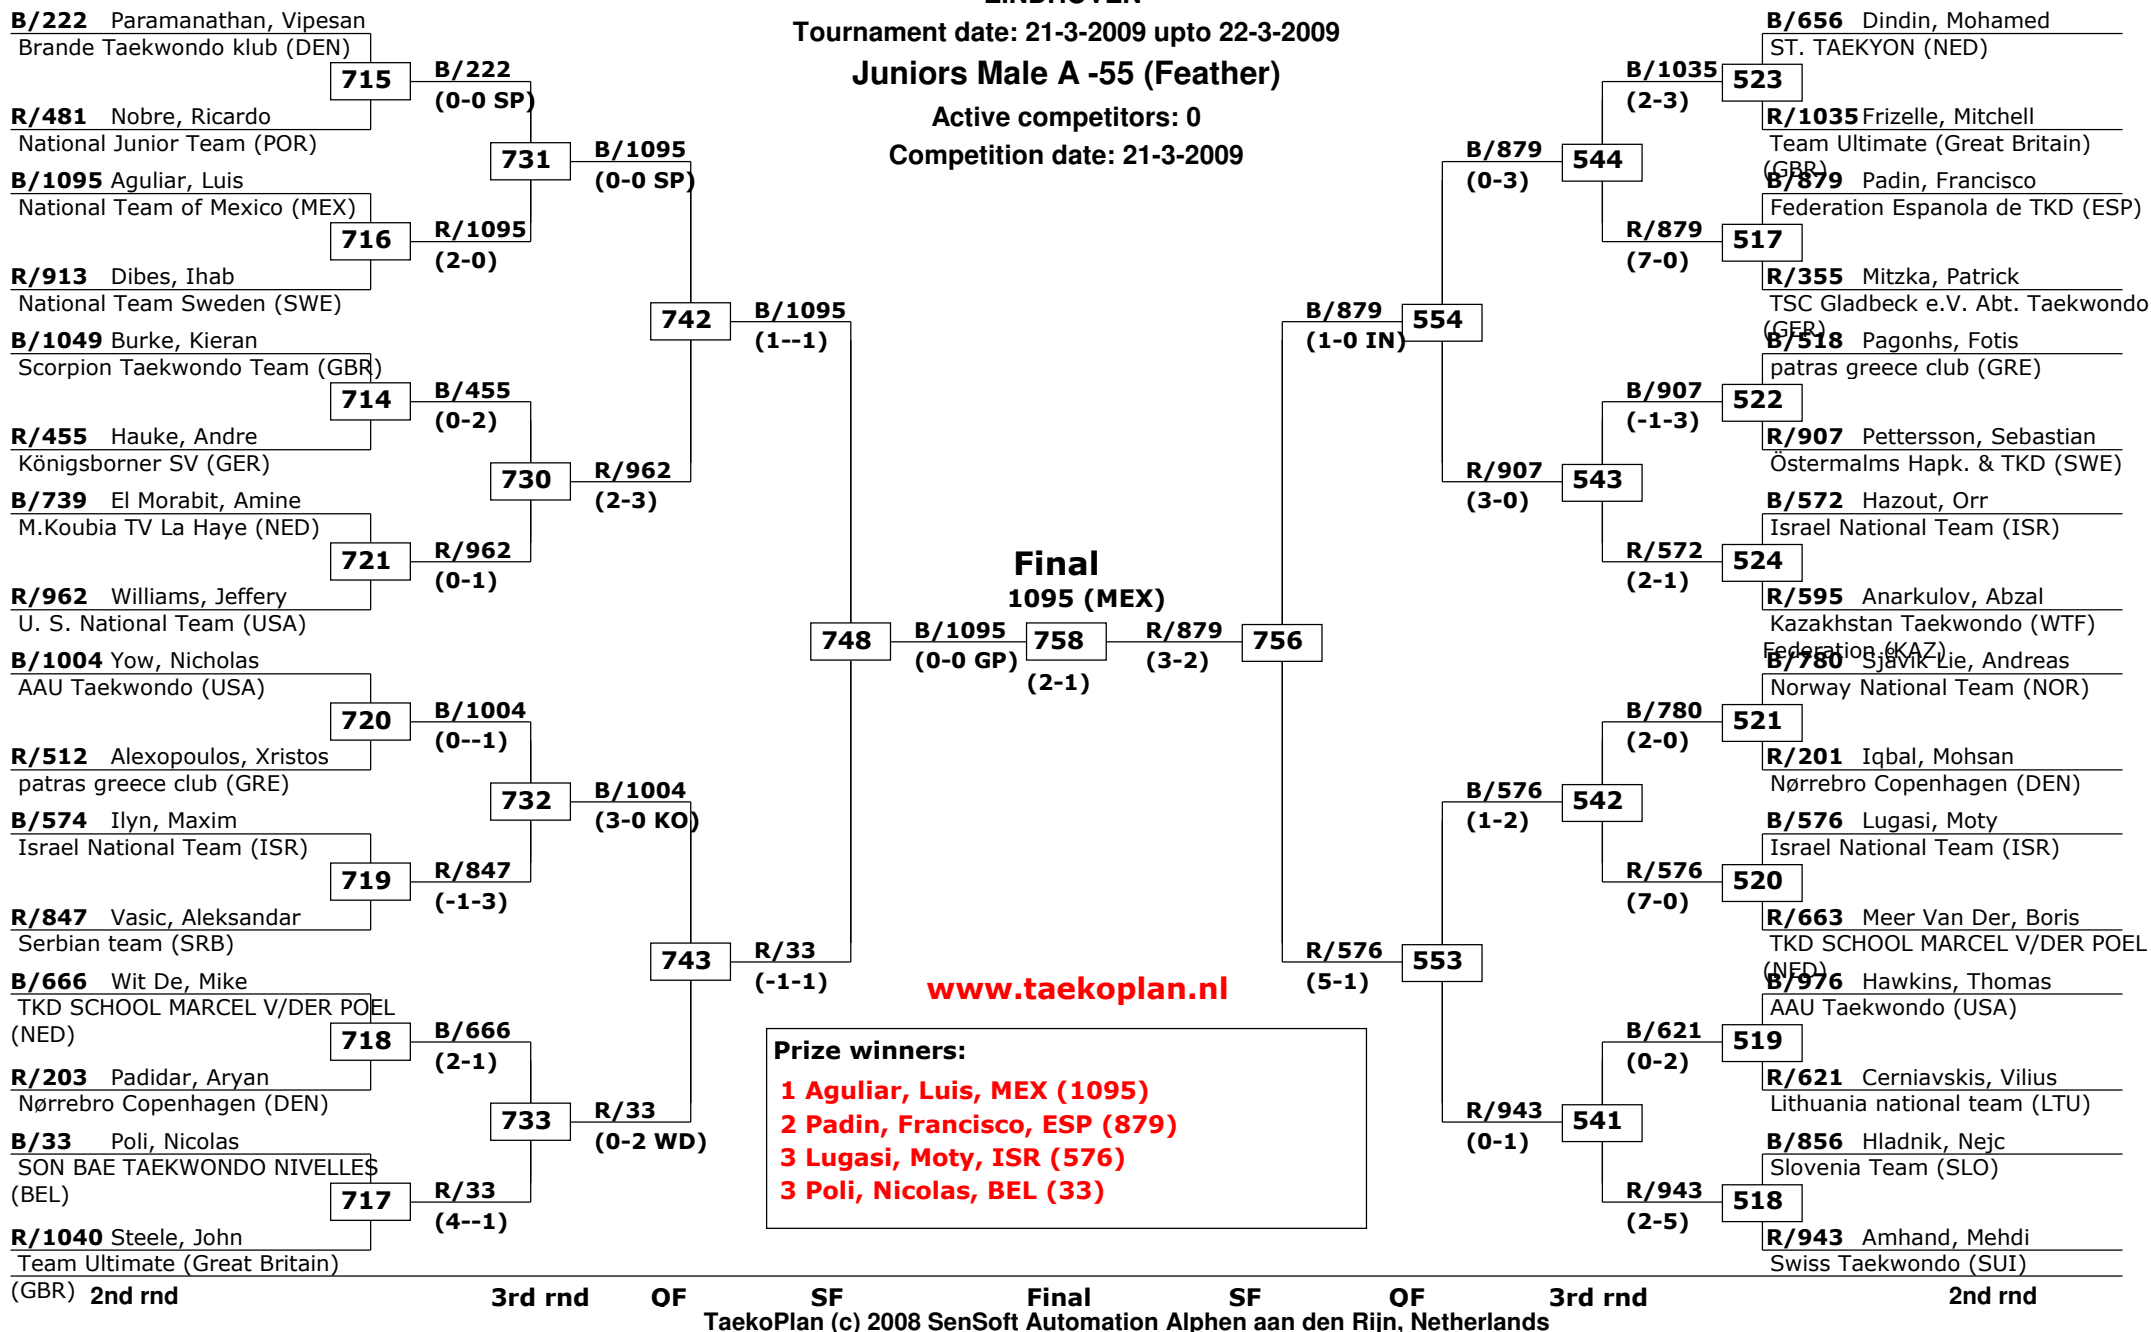 EINDHOVEN
Tournament date: 21-3-2009 upto 22-3-2009
Juniors Male A -55 (Feather)
Active competitors: 0
Competition date: 21-3-2009
B/222 Paramanathan, Vipesan
Brande Taekwondo klub (DEN)
715
R/481 Nobre, Ricardo
National Junior Team (POR)
B/1095 Aguliar, Luis
National Team of Mexico (MEX)
716
R/913 Dibes, Ihab
National Team Sweden (SWE)
B/1049 Burke, Kieran
Scorpion Taekwondo Team (GBR)
714
R/455 Hauke, Andre
Königsborner SV (GER)
B/739 El Morabit, Amine
M.Koubia TV La Haye (NED)
721
R/962 Williams, Jeffery
U. S. National Team (USA)
B/1004 Yow, Nicholas
AAU Taekwondo (USA)
720
R/512 Alexopoulos, Xristos
patras greece club (GRE)
B/574 Ilyn, Maxim
Israel National Team (ISR)
719
R/847 Vasic, Aleksandar
Serbian team (SRB)
B/666 Wit De, Mike
TKD SCHOOL MARCEL V/DER POEL
(NED)
718
R/203 Padidar, Aryan
Nørrebro Copenhagen (DEN)
B/33 Poli, Nicolas
SON BAE TAEKWONDO NIVELLES
(BEL)
717
R/1040 Steele, John
Team Ultimate (Great Britain)
(GBR)
B/222
(0-0 SP)
731
R/1095
(2-0)
B/455
(0-2)
730
R/962
(0-1)
B/1004
(0--1)
732
R/847
(-1-3)
B/666
(2-1)
733
R/33
(4--1)
B/1095
(0-0 SP)
742
R/962
(2-3)
B/1004
(3-0 KO)
743
R/33
(0-2 WD)
B/1095
(1--1)
748
R/33
(-1-1)
Final
1095 (MEX)
B/1095
(0-0 GP)
758
(2-1)
R/879
(3-2)
756
B/879
(1-0 IN)
554
R/576
(5-1)
553
B/879
(0-3)
544
R/907
(3-0)
543
B/576
(1-2)
542
R/943
(0-1)
541
B/1035
(2-3)
523
R/879
(7-0)
517
B/907
(-1-3)
522
R/572
(2-1)
524
B/780
(2-0)
521
R/576
(7-0)
520
B/621
(0-2)
519
R/943
(2-5)
518
B/656 Dindin, Mohamed
ST. TAEKYON (NED)
R/1035 Frizelle, Mitchell
Team Ultimate (Great Britain)
(GBR)
B/879 Padin, Francisco
Federation Espanola de TKD (ESP)
R/355 Mitzka, Patrick
TSC Gladbeck e.V. Abt. Taekwondo
(GER)
B/518 Pagonhs, Fotis
patras greece club (GRE)
R/907 Pettersson, Sebastian
Östermalms Hapk. & TKD (SWE)
B/572 Hazout, Orr
Israel National Team (ISR)
R/595 Anarkulov, Abzal
Kazakhstan Taekwondo (WTF)
Federation (KAZ)
B/780 Sjåvik Lie, Andreas
Norway National Team (NOR)
R/201 Iqbal, Mohsan
Nørrebro Copenhagen (DEN)
B/576 Lugasi, Moty
Israel National Team (ISR)
R/663 Meer Van Der, Boris
TKD SCHOOL MARCEL V/DER POEL
(NED)
B/976 Hawkins, Thomas
AAU Taekwondo (USA)
R/621 Cerniavskis, Vilius
Lithuania national team (LTU)
B/856 Hladnik, Nejc
Slovenia Team (SLO)
R/943 Amhand, Mehdi
Swiss Taekwondo (SUI)
www.taekoplan.nl
Prize winners:
1 Aguliar, Luis, MEX (1095)
2 Padin, Francisco, ESP (879)
3 Lugasi, Moty, ISR (576)
3 Poli, Nicolas, BEL (33)
2nd rnd 3rd rnd QF SF Final SF QF 3rd rnd 2nd rnd
TaekoPlan (c) 2008 SenSoft Automation Alphen aan den Rijn, Netherlands